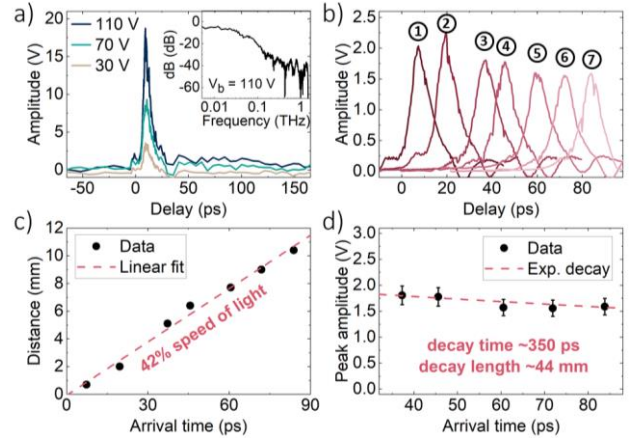 a)
20
15
10
5
0
Amplitude (V)
110 V
70 V
30 V
dB (dB)
0
-20
-40
-60
V_b = 110 V
0.01 0.1 1
Frequency (THz)
-50 0 50 100 150
Delay (ps)
b)
2.5
2.0
1.5
1.0
0.5
0.0
Amplitude (V)
1 2 3 4 5 6 7
0 20 40 60 80 100
Delay (ps)
c)
12
10
8
6
4
2
0
Distance (mm)
Data
Linear fit
42% speed of light
0 30 60 90
Arrival time (ps)
d)
3.0
2.5
2.0
1.5
1.0
0.5
0.0
Peak amplitude (V)
Data
Exp. decay
decay time ~350 ps
decay length ~44 mm
40 50 60 70 80
Arrival time (ps)